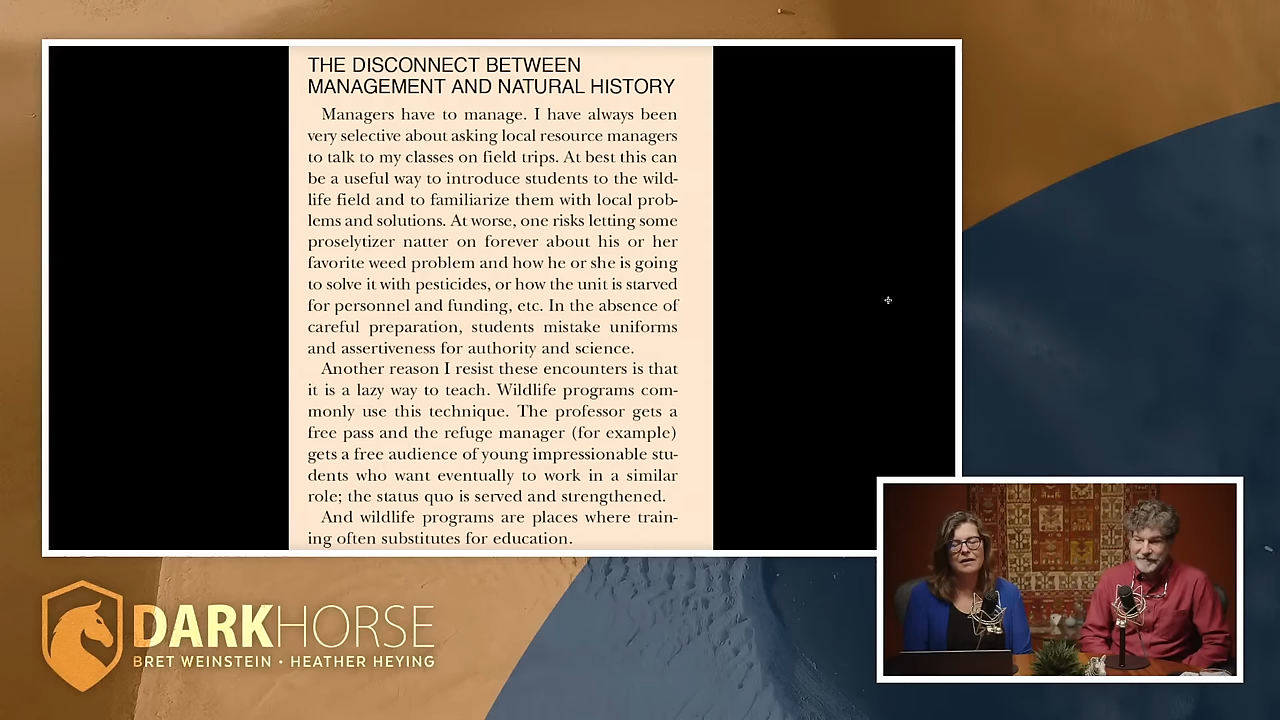 THE DISCONNECT BETWEEN
MANAGEMENT AND NATURAL HISTORY
Managers have to manage. I have always been
very selective about asking local resource managers
to talk to my classes on field trips. At best this can
be a useful way to introduce students to the wild-
life field and to familiarize them with local prob-
lems and solutions. At worse, one risks letting some
proselytizer natter on forever about his or her
favorite weed problem and how he or she is going
to solve it with pesticides, or how the unit is starved
for personnel and funding, etc. In the absence of
careful preparation, students mistake uniforms
and assertiveness for authority and science.
Another reason I resist these encounters is that
it is a lazy way to teach. Wildlife programs com-
monly use this technique. The professor gets a
free pass and the refuge manager (for example)
gets a free audience of young impressionable stu-
dents who want eventually to work in a similar
role; the status quo is served and strengthened.
And wildlife programs are places where train-
ing often substitutes for education.
DARKHORSE
BRET WEINSTEIN • HEATHER HEYING